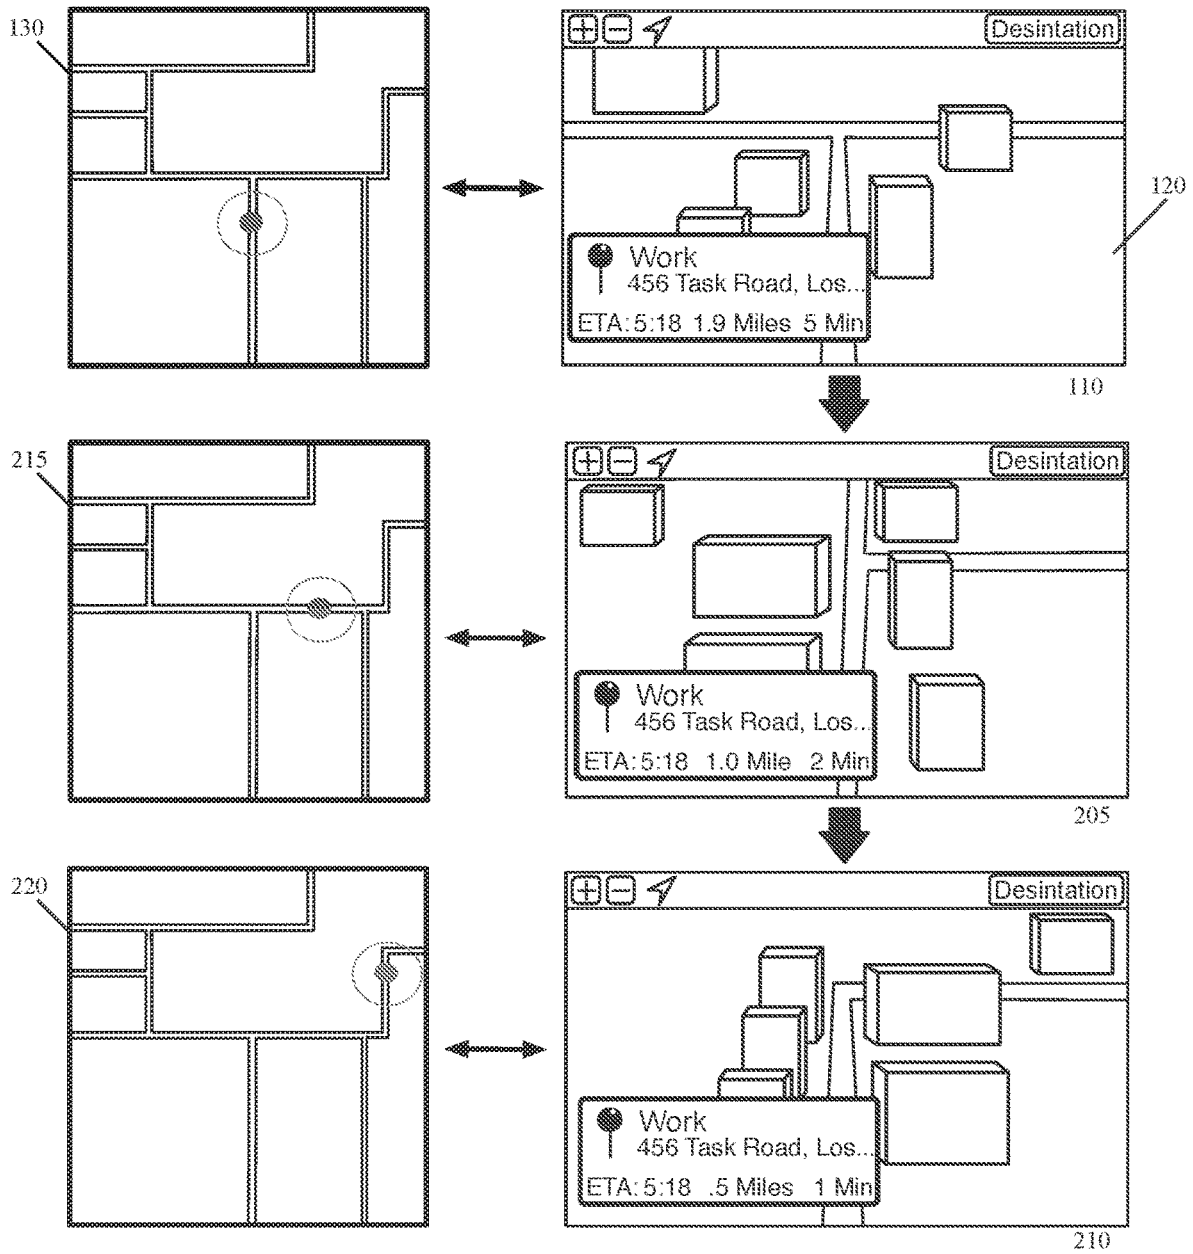 130
Desintation
120
Work
456 Task Road, Los...
ETA: 5:18 1.9 Miles 5 Min
110
215
Desintation
Work
456 Task Road, Los...
ETA: 5:18 1.0 Mile 2 Min
205
220
Desintation
Work
456 Task Road, Los...
ETA: 5:18 .5 Miles 1 Min
210